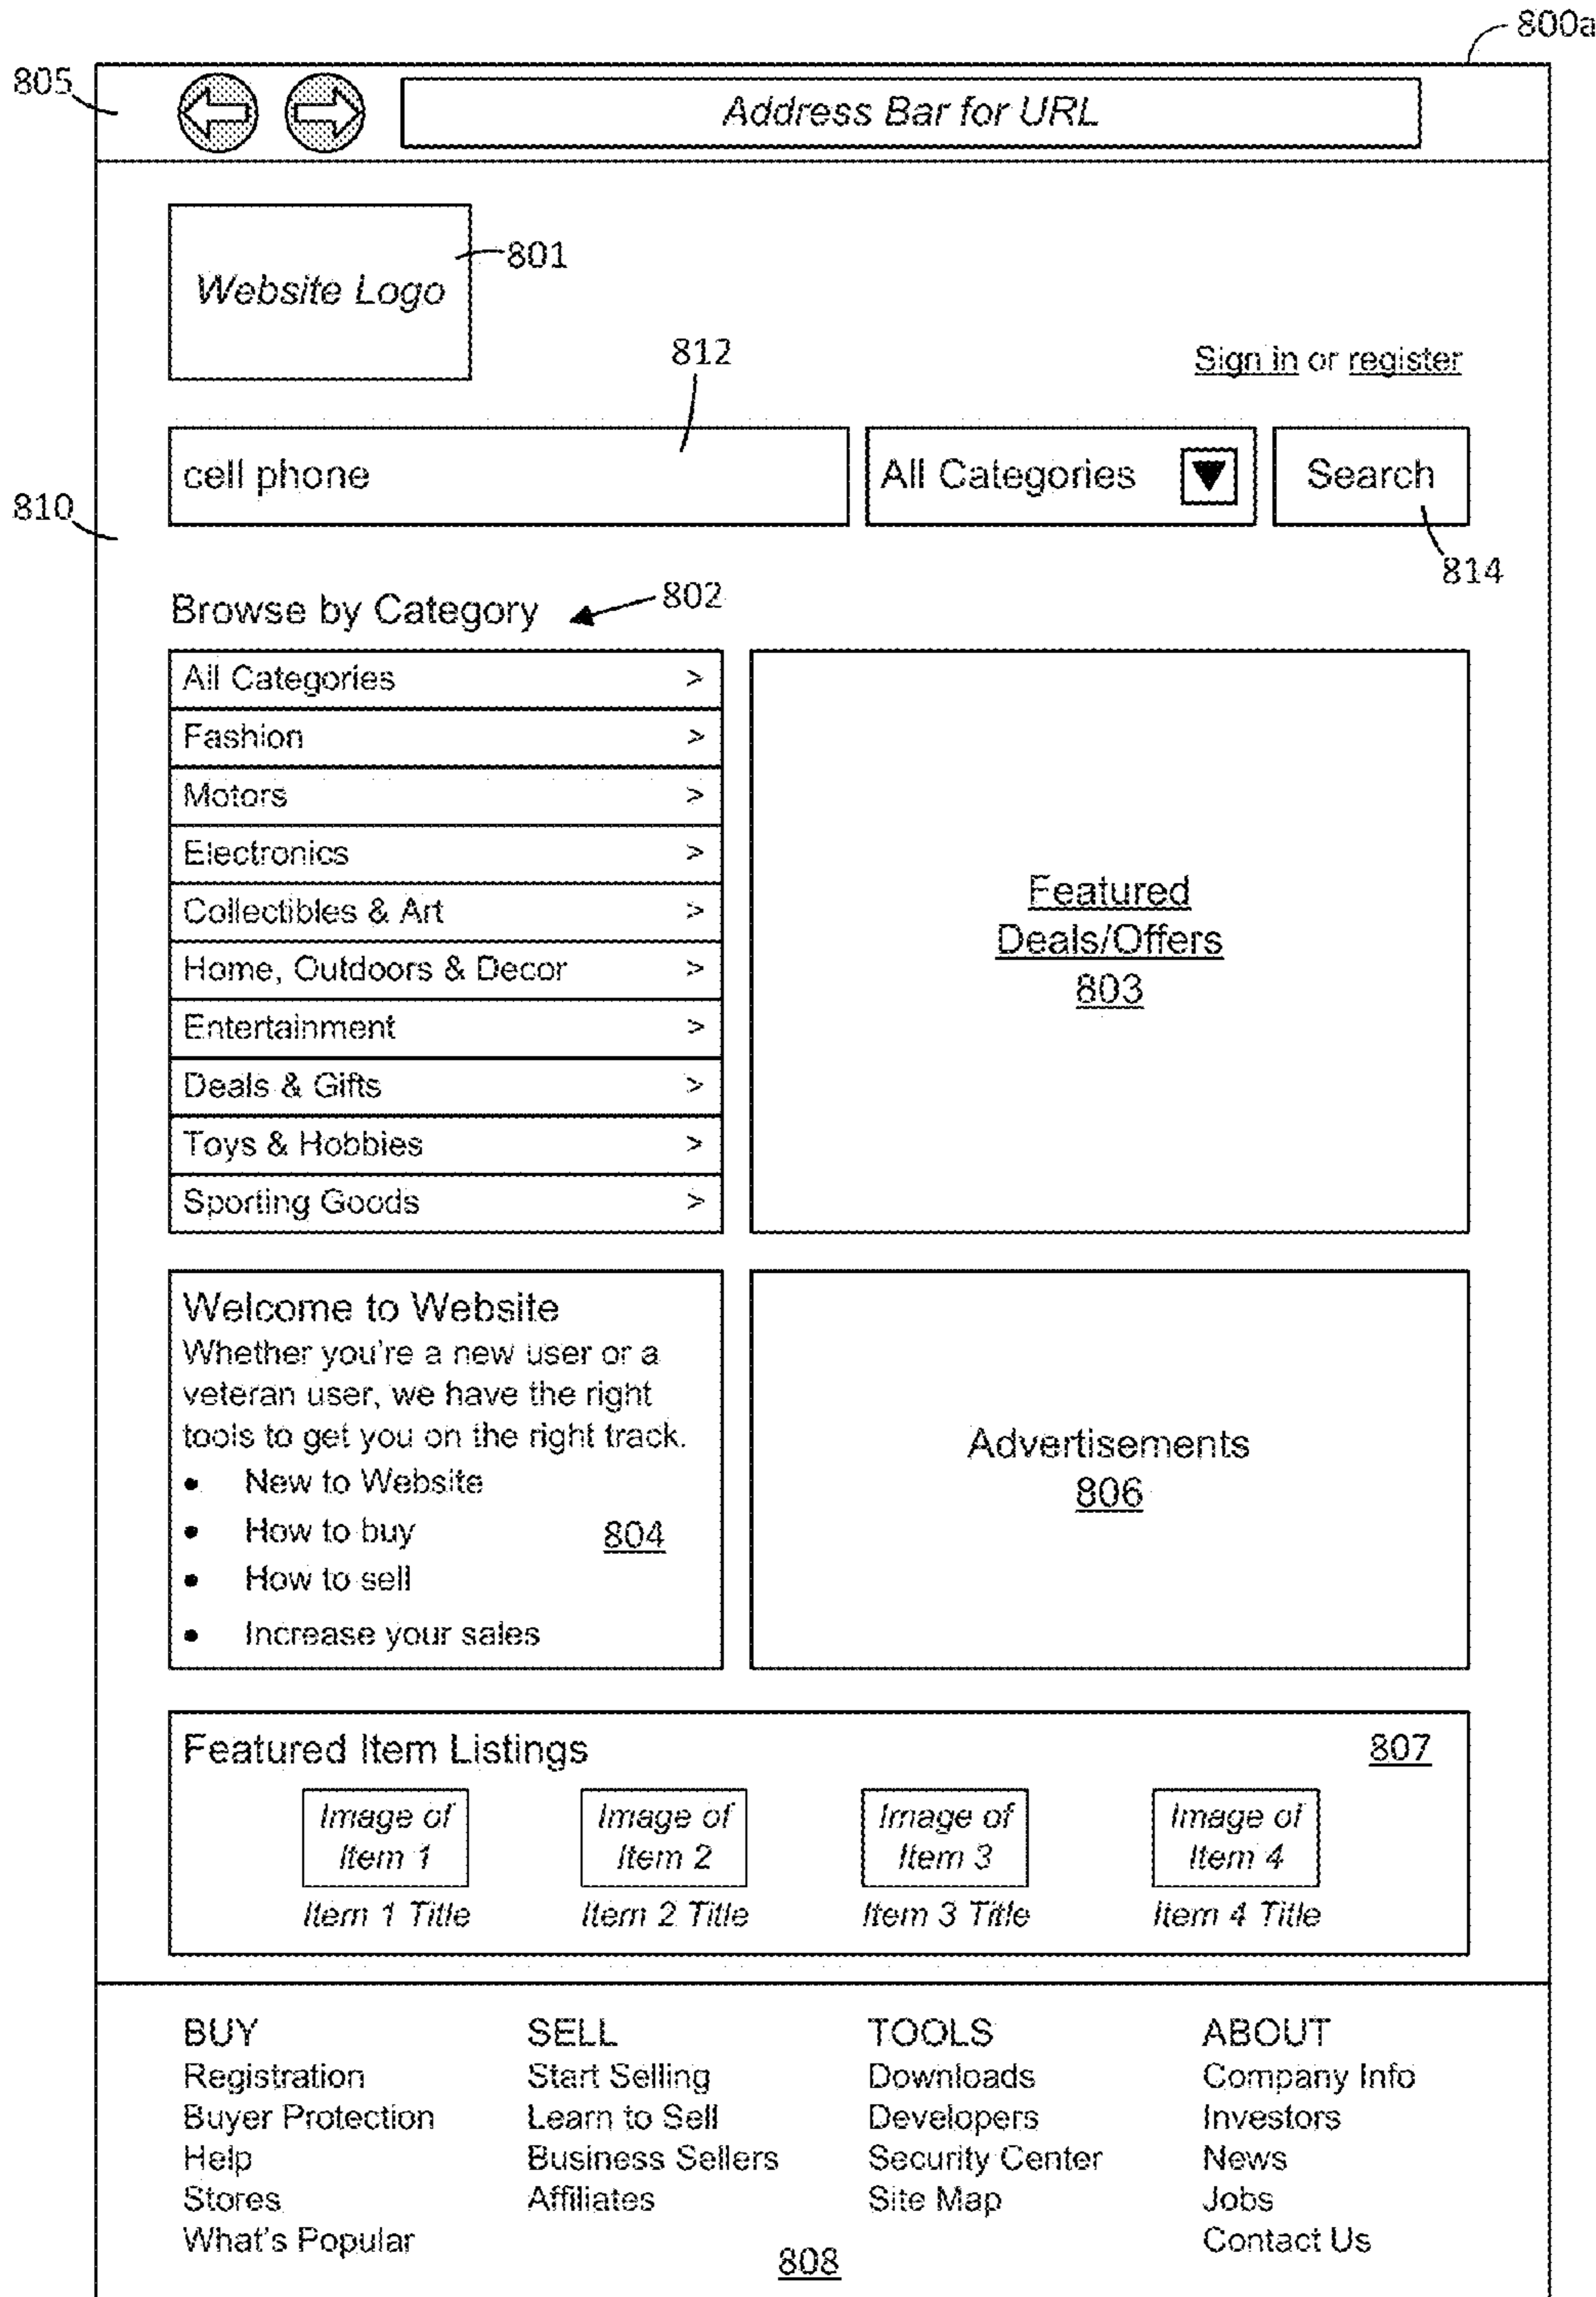 800a
805
Address Bar for URL
Website Logo
801
812
Sign in or register
cell phone
All Categories
Search
810
814
Browse by Category
802
All Categories >
Fashion >
Motors >
Electronics >
Collectibles & Art >
Home, Outdoors & Decor >
Entertainment >
Deals & Gifts >
Toys & Hobbies >
Sporting Goods >
Featured
Deals/Offers
803
Welcome to Website
Whether you're a new user or a
veteran user, we have the right
tools to get you on the right track.
• New to Website
• How to buy
• How to sell
• Increase your sales
804
Advertisements
806
Featured Item Listings
807
Image of
Item 1
Item 1 Title
Image of
Item 2
Item 2 Title
Image of
Item 3
Item 3 Title
Image of
Item 4
Item 4 Title
BUY
Registration
Buyer Protection
Help
Stores
What's Popular
SELL
Start Selling
Learn to Sell
Business Sellers
Affiliates
TOOLS
Downloads
Developers
Security Center
Site Map
ABOUT
Company Info
Investors
News
Jobs
Contact Us
808